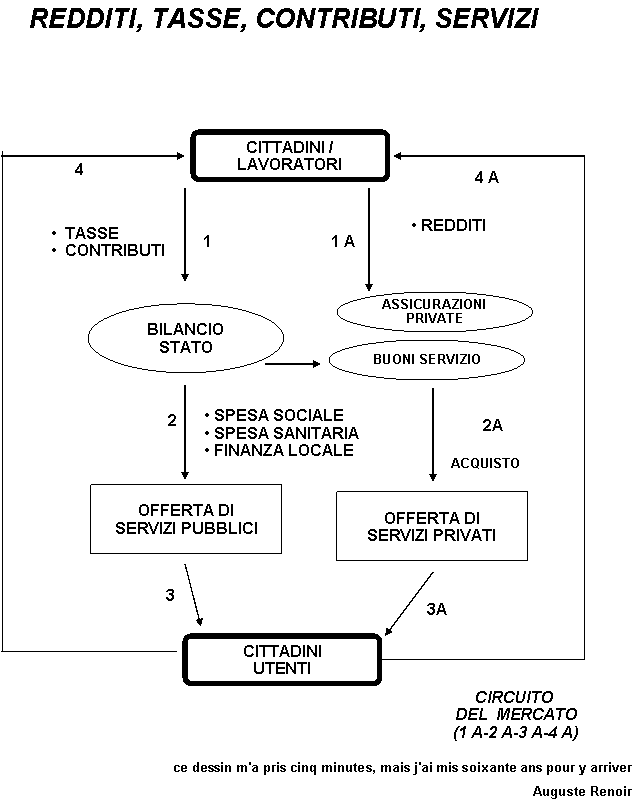 REDDITI, TASSE, CONTRIBUTI, SERVIZI
CITTADINI /
LAVORATORI
4
4 A
• TASSE
• CONTRIBUTI
1
1 A
• REDDITI
ASSICURAZIONI
PRIVATE
BILANCIO
STATO
BUONI SERVIZIO
2
• SPESA SOCIALE
• SPESA SANITARIA
• FINANZA LOCALE
2A
ACQUISTO
OFFERTA DI
SERVIZI PUBBLICI
OFFERTA DI
SERVIZI PRIVATI
3
3A
CITTADINI
UTENTI
CIRCUITO
DEL MERCATO
(1 A-2 A-3 A-4 A)
ce dessin m'a pris cinq minutes, mais j'ai mis soixante ans pour y arriver
Auguste Renoir